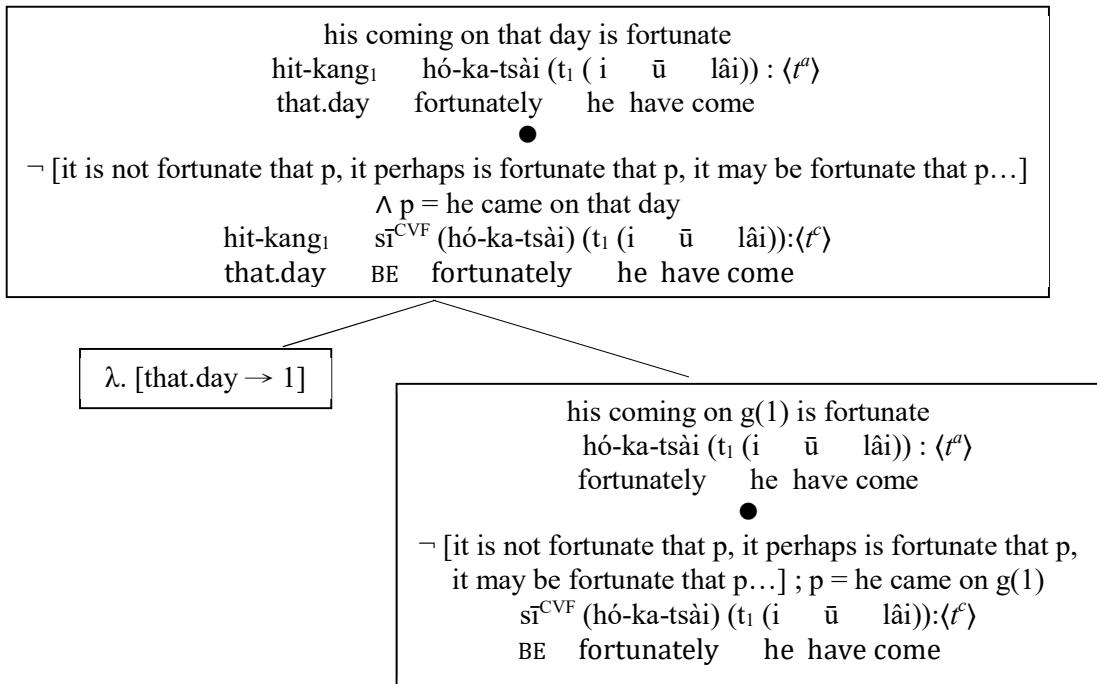 his coming on that day is fortunate
hit-kang₁ hó-ka-tsài (t₁ ( i ū lâi)) : ⟨tᵃ⟩
that.day fortunately he have come
●
¬ [it is not fortunate that p, it perhaps is fortunate that p, it may be fortunate that p…]
∧ p = he came on that day
hit-kang₁ sī^CVF (hó-ka-tsài) (t₁ (i ū lâi)):⟨tᶜ⟩
that.day BE fortunately he have come
λ. [that.day → 1]
his coming on g(1) is fortunate
hó-ka-tsài (t₁ (i ū lâi)) : ⟨tᵃ⟩
fortunately he have come
●
¬ [it is not fortunate that p, it perhaps is fortunate that p,
it may be fortunate that p…] ; p = he came on g(1)
sī^CVF (hó-ka-tsài) (t₁ (i ū lâi)):⟨tᶜ⟩
BE fortunately he have come